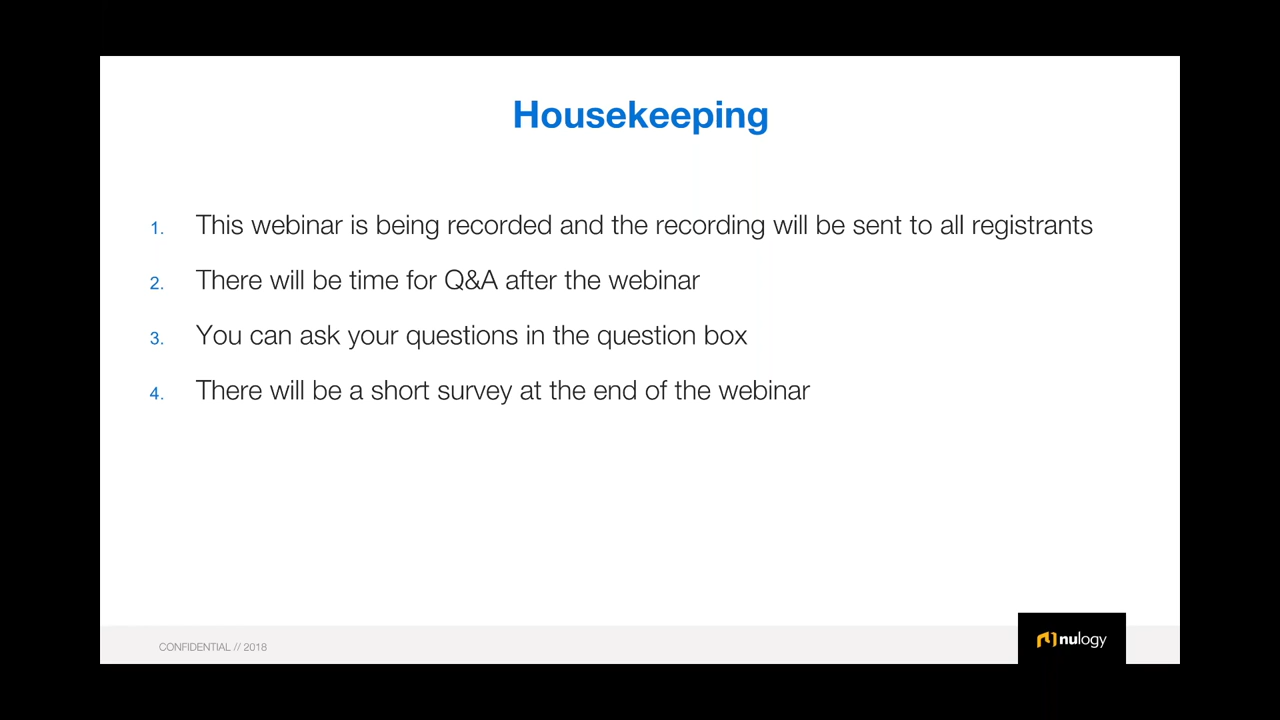 Housekeeping
1. This webinar is being recorded and the recording will be sent to all registrants
2. There will be time for Q&A after the webinar
3. You can ask your questions in the question box
4. There will be a short survey at the end of the webinar
CONFIDENTIAL // 2018
nulogy